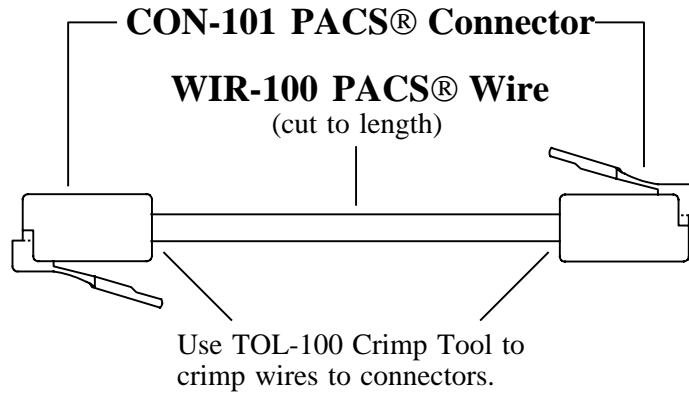 CON-101 PACS® Connector
WIR-100 PACS® Wire
(cut to length)
Use TOL-100 Crimp Tool to
crimp wires to connectors.